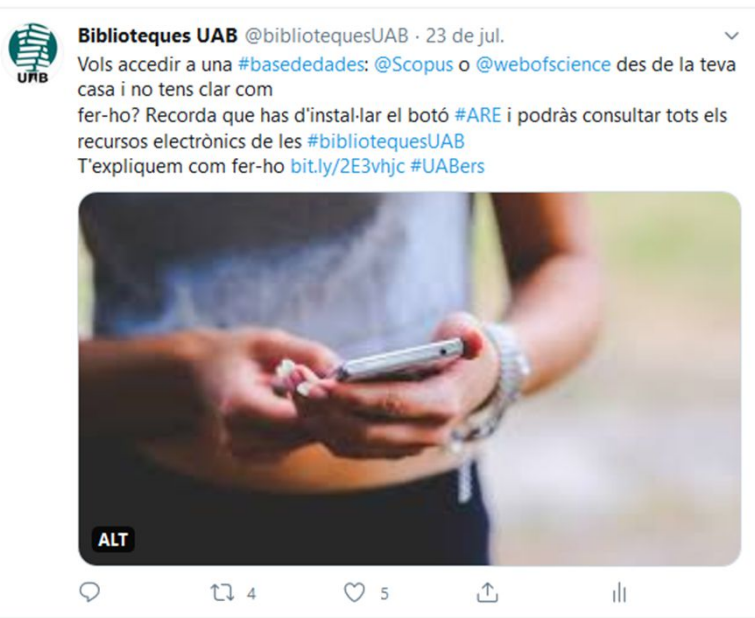 Biblioteques UAB @bibliotequesUAB · 23 de jul.
UAB
Vols accedir a una #basededades: @Scopus o @webofscience des de la teva
casa i no tens clar com
fer-ho? Recorda que has d'instal·lar el botó #ARE i podràs consultar tots els
recursos electrònics de les #bibliotequesUAB
T'expliquem com fer-ho bit.ly/2E3vhjc #UABers
ALT
4 5